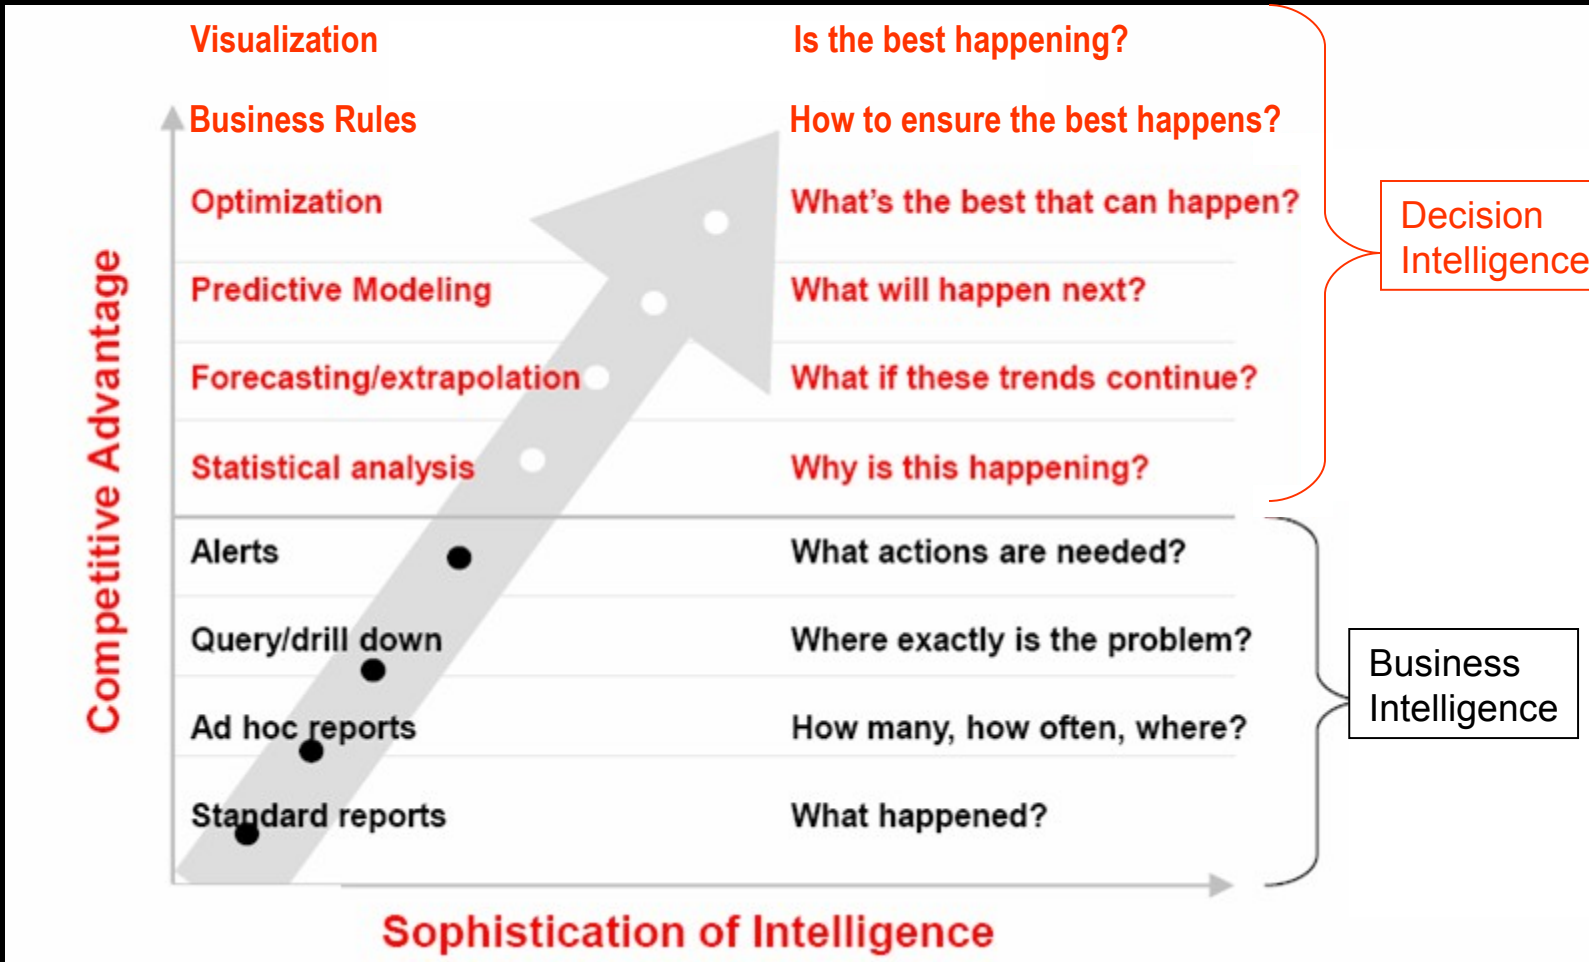 Visualization
Is the best happening?
Business Rules
How to ensure the best happens?
Optimization
What's the best that can happen?
Predictive Modeling
What will happen next?
Forecasting/extrapolation
What if these trends continue?
Statistical analysis
Why is this happening?
Decision
Intelligence
Alerts
What actions are needed?
Query/drill down
Where exactly is the problem?
Ad hoc reports
How many, how often, where?
Standard reports
What happened?
Business
Intelligence
Competitive Advantage
Sophistication of Intelligence